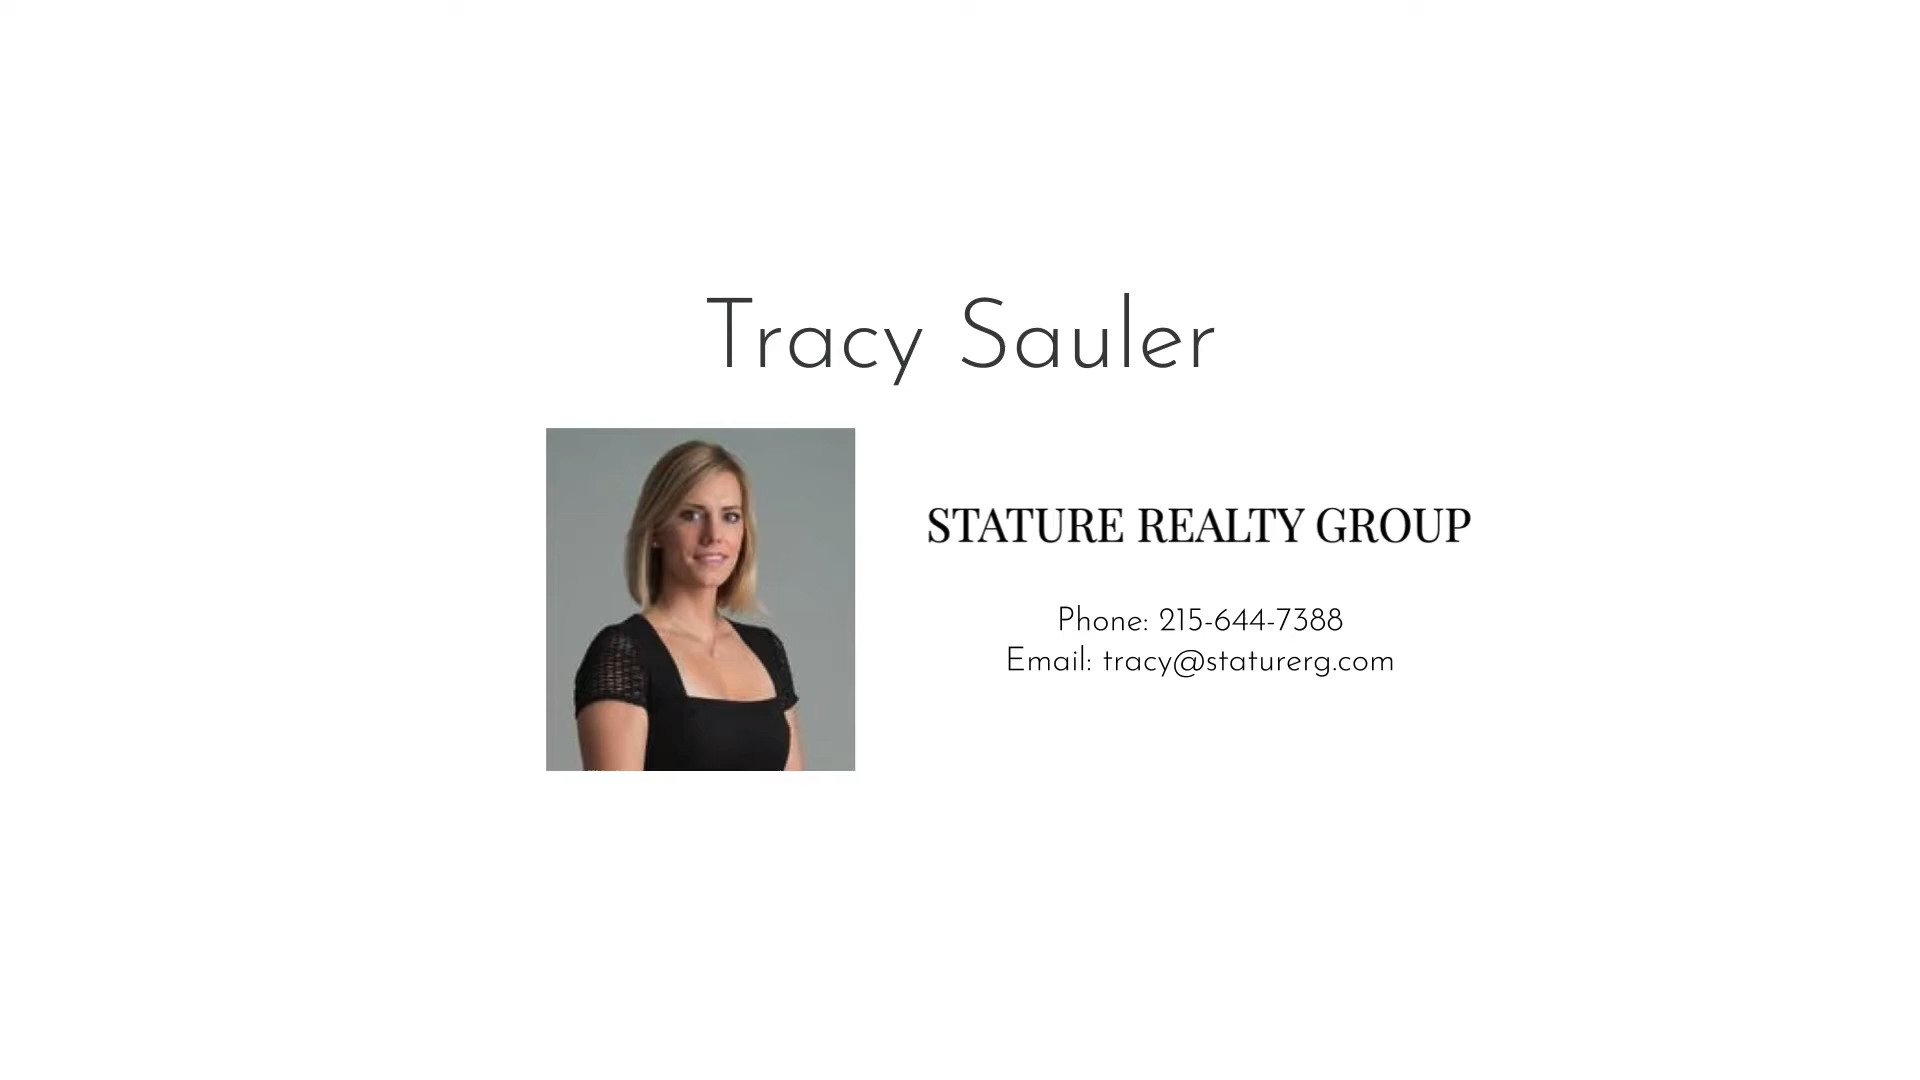 Tracy Sauler
STATURE REALTY GROUP
Phone: 215-644-7388
Email: tracy@staturerg.com